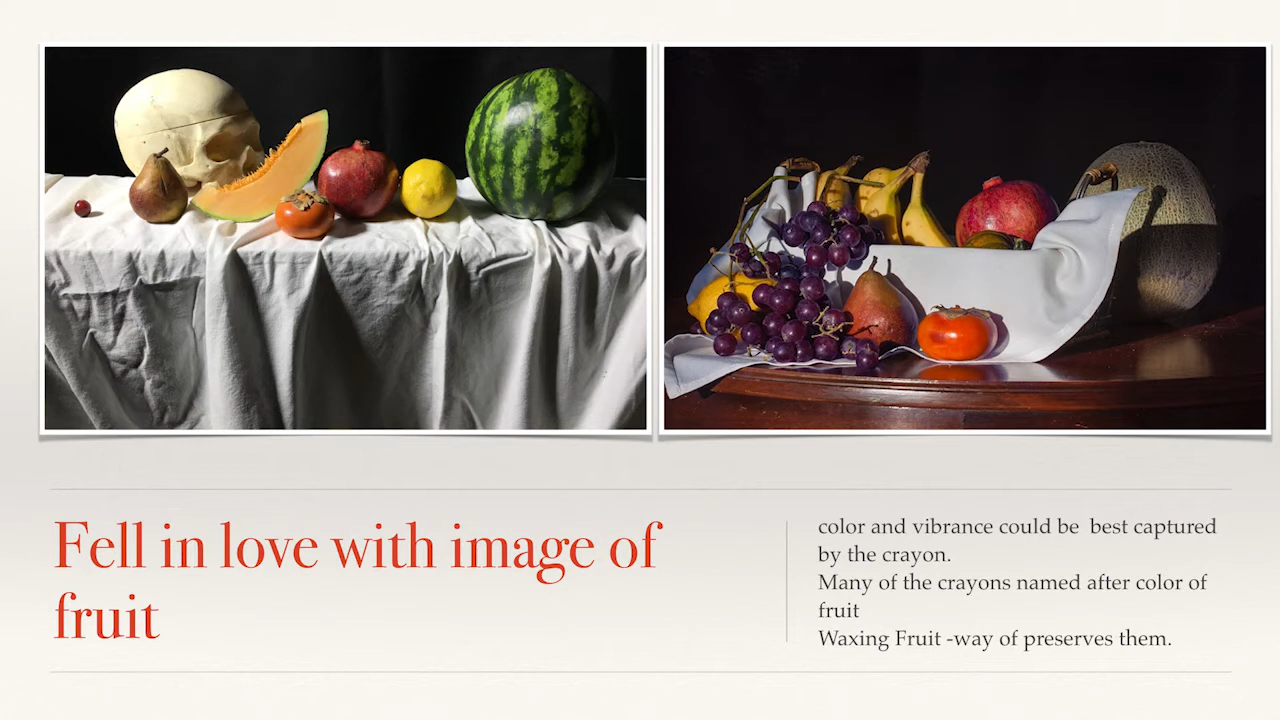 Fell in love with image of
fruit
color and vibrance could be  best captured
by the crayon.
Many of the crayons named after color of
fruit
Waxing Fruit -way of preserves them.